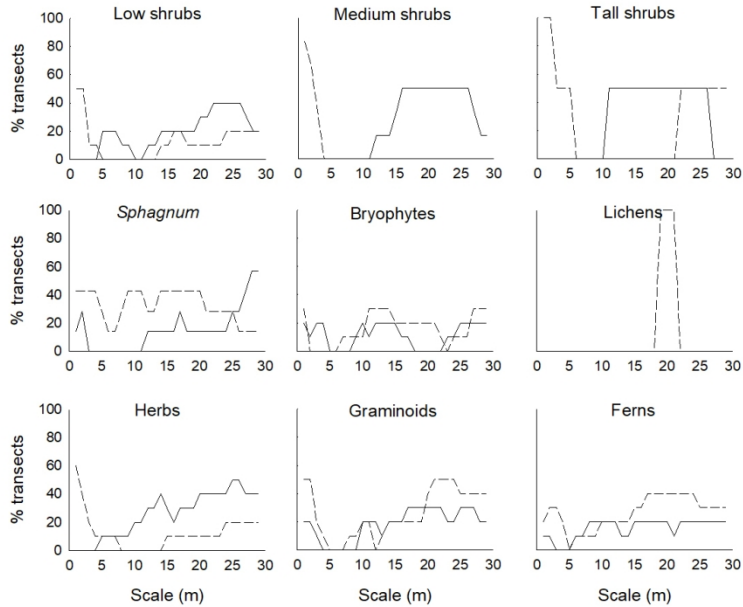 Low shrubs Medium shrubs Tall shrubs
% transects
100
80
60
40
20
0
0 5 10 15 20 25 30 0 5 10 15 20 25 30 0 5 10 15 20 25 30
Sphagnum Bryophytes Lichens
% transects
100
80
60
40
20
0
0 5 10 15 20 25 30 0 5 10 15 20 25 30 0 5 10 15 20 25 30
Herbs Graminoids Ferns
% transects
100
80
60
40
20
0
0 5 10 15 20 25 30 0 5 10 15 20 25 30 0 5 10 15 20 25 30
Scale (m) Scale (m) Scale (m)